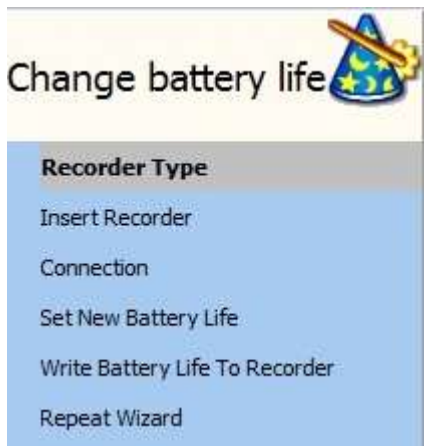 Change battery life
Recorder Type
Insert Recorder
Connection
Set New Battery Life
Write Battery Life To Recorder
Repeat Wizard